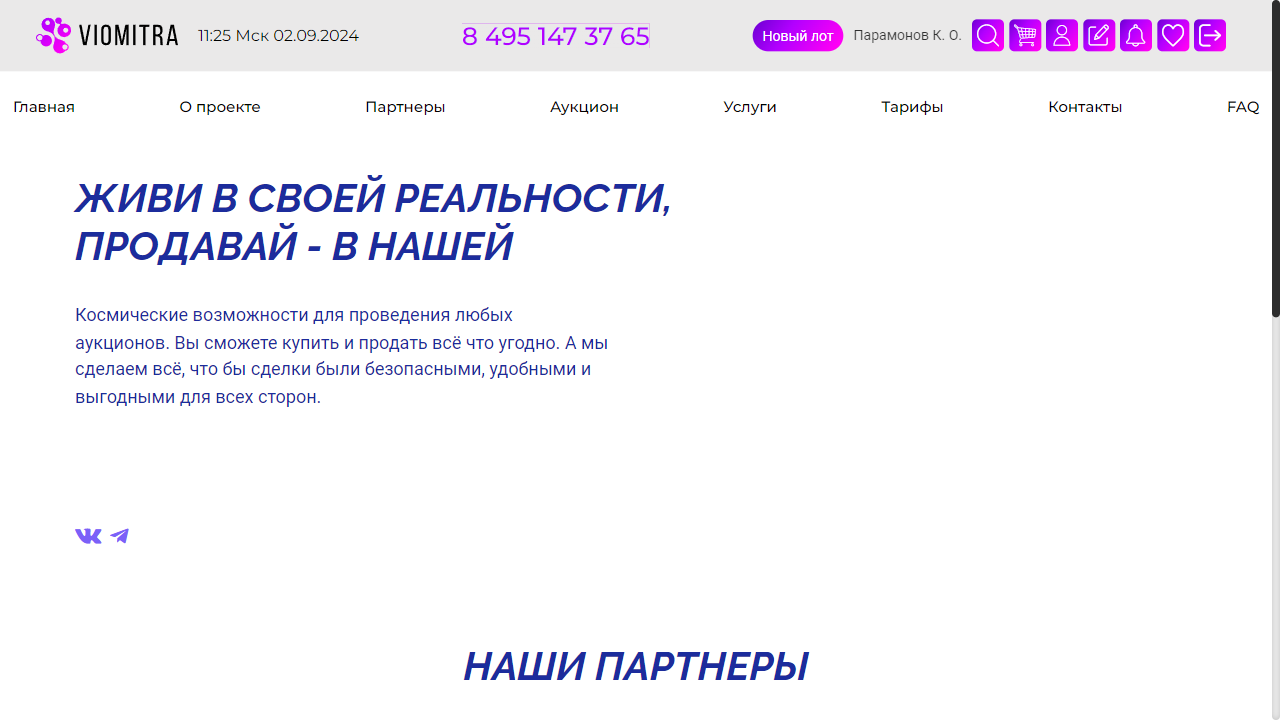 VIOMITRA
11:25 Мск 02.09.2024
8 495 147 37 65
Новый лот
Парамонов К. О.
Главная
О проекте
Партнеры
Аукцион
Услуги
Тарифы
Контакты
FAQ
ЖИВИ В СВОЕЙ РЕАЛЬНОСТИ,
ПРОДАВАЙ - В НАШЕЙ
Космические возможности для проведения любых
аукционов. Вы сможете купить и продать всё что угодно. А мы
сделаем всё, что бы сделки были безопасными, удобными и
выгодными для всех сторон.
НАШИ ПАРТНЕРЫ